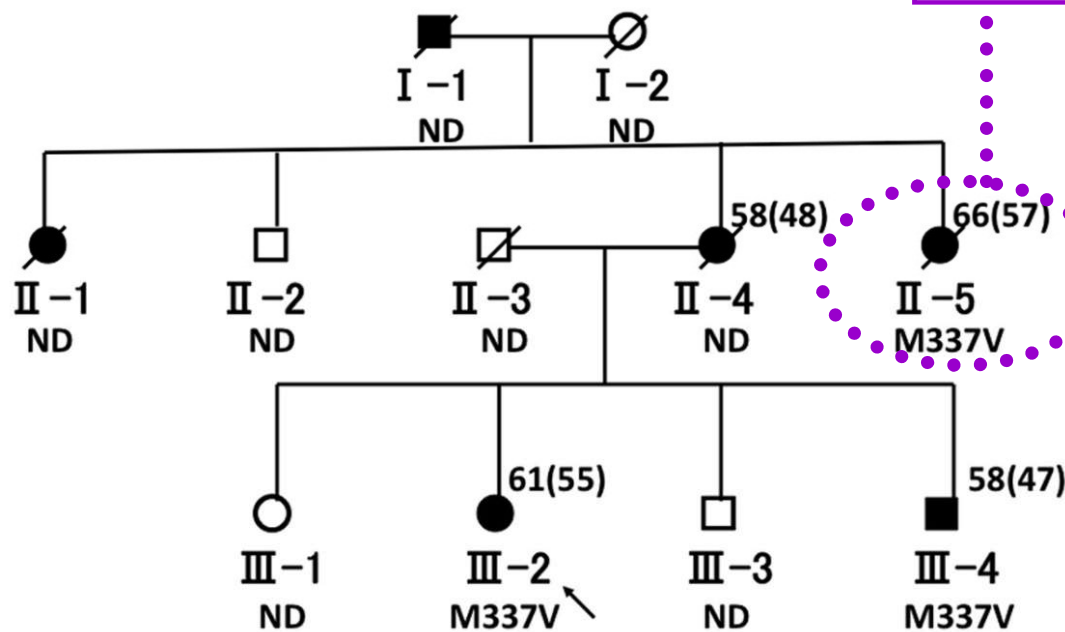 Ⅰ-1 Ⅰ-2
ND ND
58(48) 66(57)
Ⅱ-1 Ⅱ-2 Ⅱ-3 Ⅱ-4 Ⅱ-5
ND ND ND ND M337V
61(55) 58(47)
Ⅲ-1 Ⅲ-2 Ⅲ-3 Ⅲ-4
ND M337V ND M337V